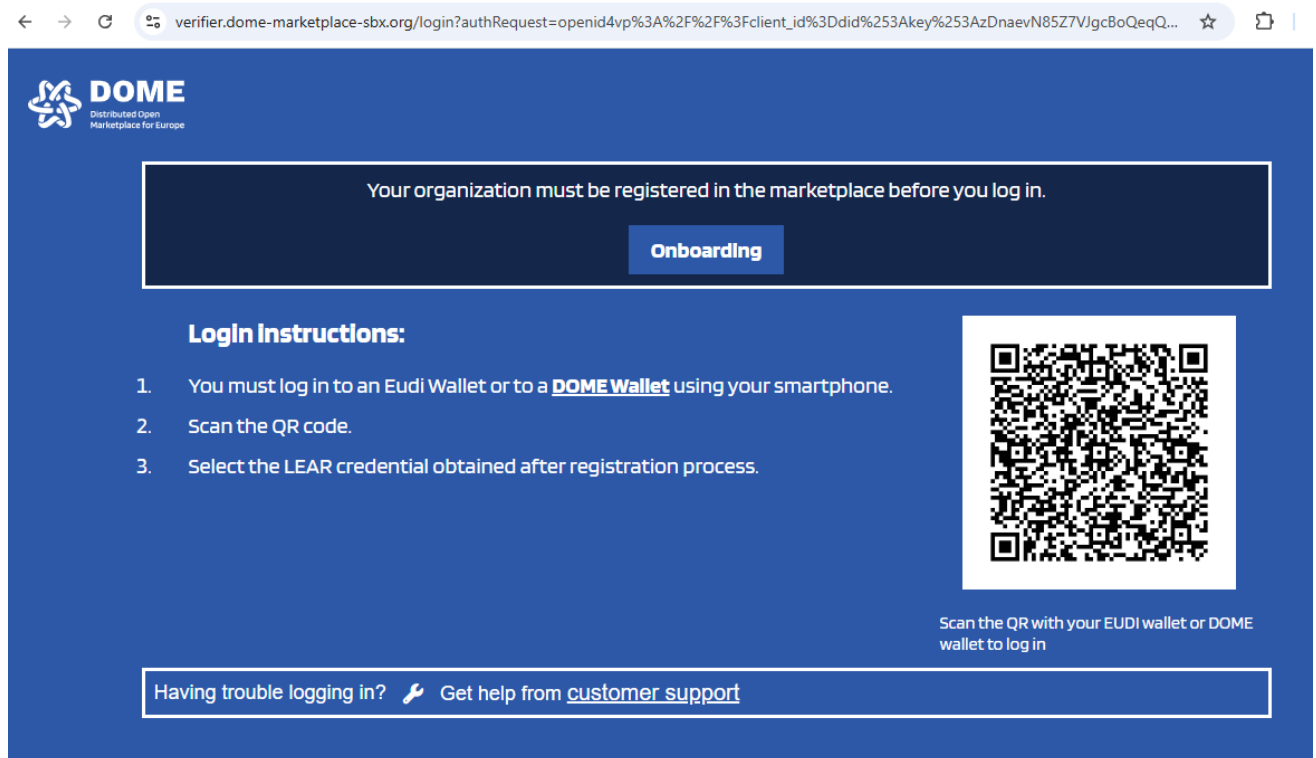 verifier.dome-marketplace-sbx.org/login?authRequest=openid4vp%3A%2F%2F%3Fclient_id%3Ddid%253Akey%253AzDnaevN85Z7VJgcBoQeqQ...
DOME
Distributed Open
Marketplace for Europe
Your organization must be registered in the marketplace before you log in.
Onboarding
Login instructions:
1. You must log in to an Eudi Wallet or to a DOME Wallet using your smartphone.
2. Scan the QR code.
3. Select the LEAR credential obtained after registration process.
Scan the QR with your EUDI wallet or DOME
wallet to log in
Having trouble logging in? Get help from customer support